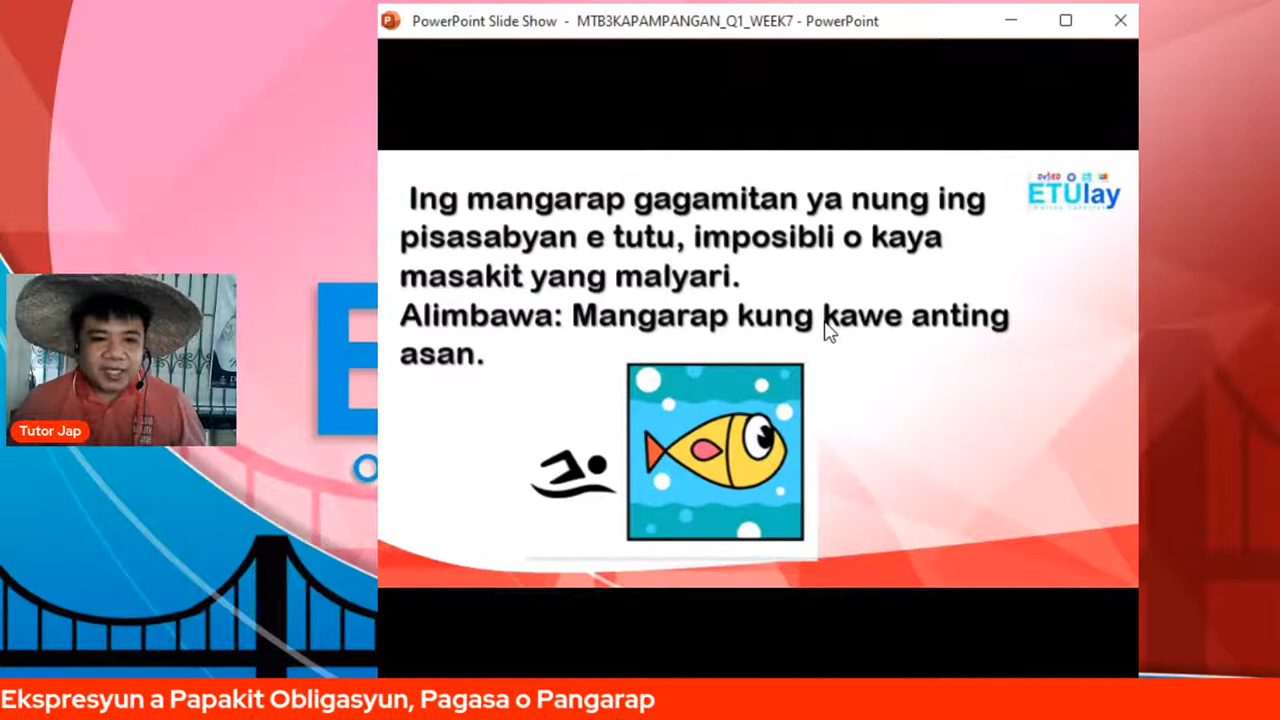 PowerPoint Slide Show - MTB3KAPAMPANGAN_Q1_WEEK7 - PowerPoint
Ing mangarap gagamitan ya nung ing
pisasabyan e tutu, imposibli o kaya
masakit yang malyari.
Alimbawa: Mangarap kung kawe anting
asan.
DepEd
ETUlay
Tutor Jap
Ekspresyun a Papakit Obligasyun, Pagasa o Pangarap